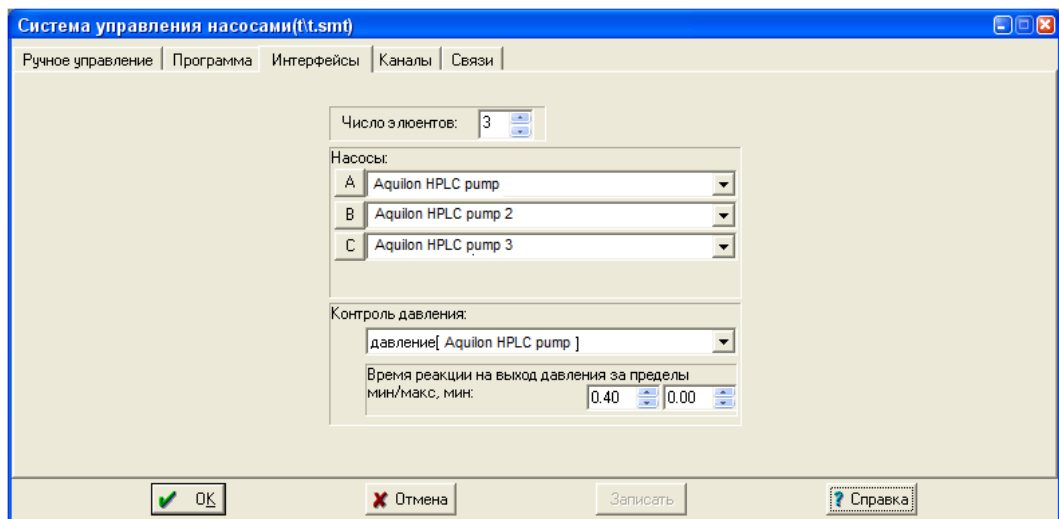 Система управления насосами(t\t.smt)
Ручное управление Программа Интерфейсы Каналы Связи
Число элюентов: 3
Насосы:
A Aquilon HPLC pump
B Aquilon HPLC pump 2
C Aquilon HPLC pump 3
Контроль давления:
давление[ Aquilon HPLC pump ]
Время реакции на выход давления за пределы
мин/макс, мин: 0.40 0.00
OK Отмена Записать ? Справка